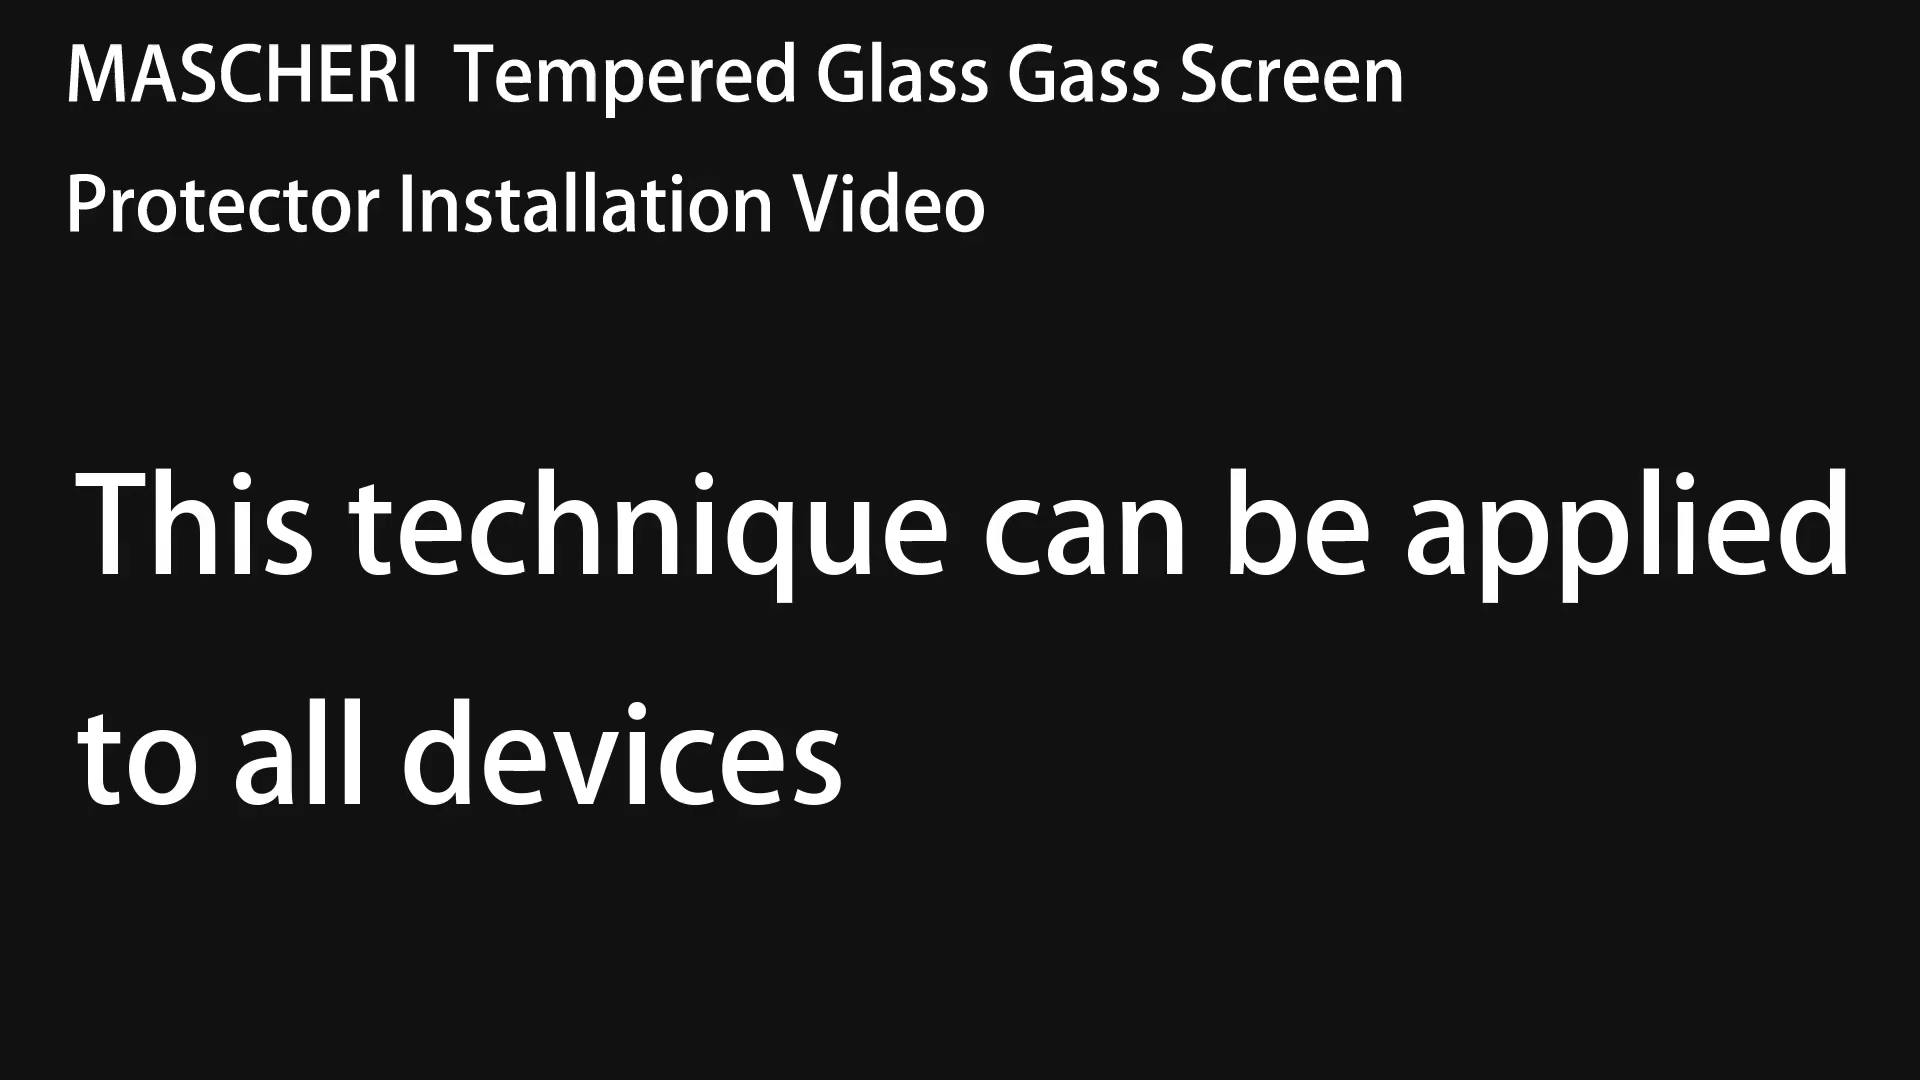 MASCHERI Tempered Glass Gass Screen
Protector Installation Video
This technique can be applied
to all devices